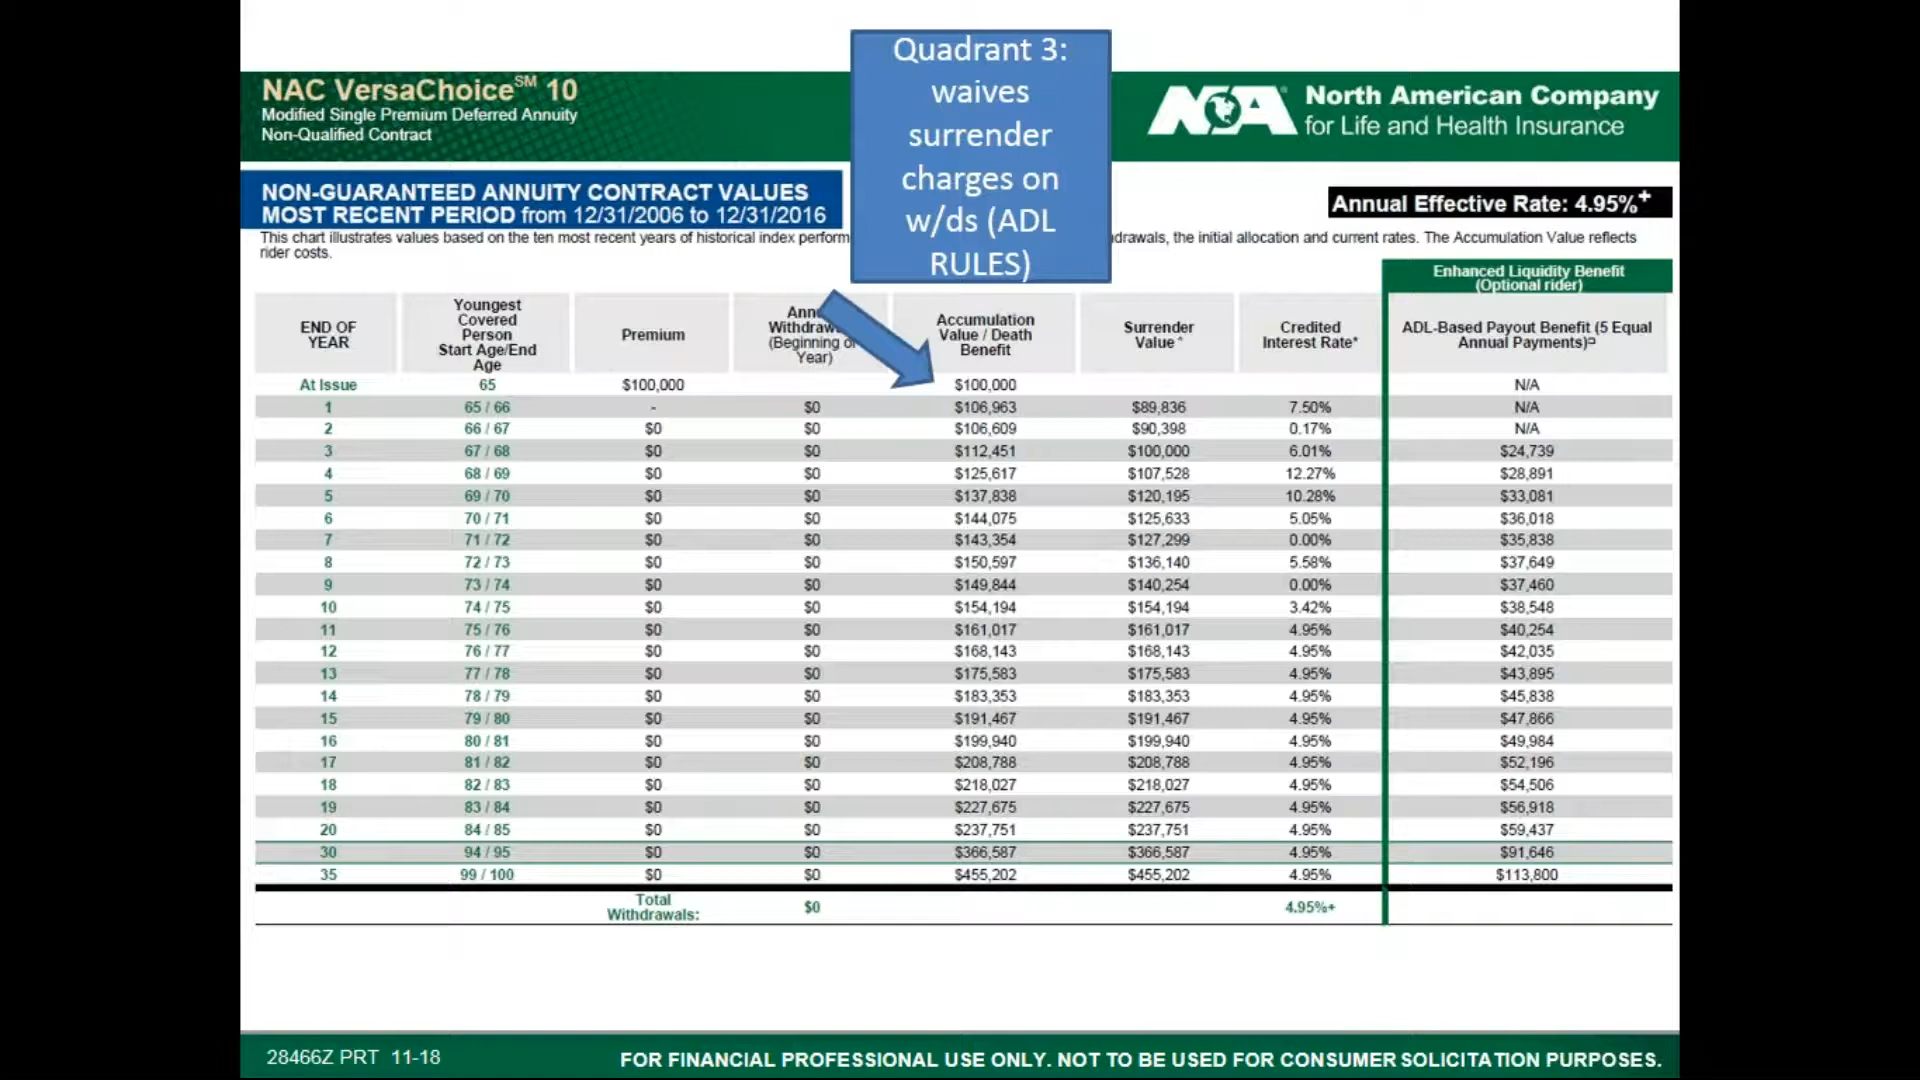 Quadrant 3:
waives
surrender
charges on
w/ds (ADL
RULES)
NAC VersaChoice℠ 10
Modified Single Premium Deferred Annuity
Non-Qualified Contract
North American Company
for Life and Health Insurance
NON-GUARANTEED ANNUITY CONTRACT VALUES
MOST RECENT PERIOD from 12/31/2006 to 12/31/2016
Annual Effective Rate: 4.95%+
This chart illustrates values based on the ten most recent years of historical index perform drawals, the initial allocation and current rates. The Accumulation Value reflects
rider costs.
Enhanced Liquidity Benefit
(Optional rider)
END OF
YEAR
Youngest
Covered
Person
Start Age/End
Age
Premium
Ann
Withdraw
(Beginning o
Year)
Accumulation
Value / Death
Benefit
Surrender
Value ^
Credited
Interest Rate*
ADL-Based Payout Benefit (5 Equal
Annual Payments)
At Issue 65 $100,000 $100,000 N/A
1 65 / 66 - $0 $106,963 $89,836 7.50% N/A
2 66 / 67 $0 $0 $106,609 $90,398 0.17% N/A
3 67 / 68 $0 $0 $112,451 $100,000 6.01% $24,739
4 68 / 69 $0 $0 $125,617 $107,528 12.27% $28,891
5 69 / 70 $0 $0 $137,838 $120,195 10.28% $33,081
6 70 / 71 $0 $0 $144,075 $125,633 5.05% $36,018
7 71 / 72 $0 $0 $143,354 $127,299 0.00% $35,838
8 72 / 73 $0 $0 $150,597 $136,140 5.58% $37,649
9 73 / 74 $0 $0 $149,844 $140,254 0.00% $37,460
10 74 / 75 $0 $0 $154,194 $154,194 3.42% $38,548
11 75 / 76 $0 $0 $161,017 $161,017 4.95% $40,254
12 76 / 77 $0 $0 $168,143 $168,143 4.95% $42,035
13 77 / 78 $0 $0 $175,583 $175,583 4.95% $43,895
14 78 / 79 $0 $0 $183,353 $183,353 4.95% $45,838
15 79 / 80 $0 $0 $191,467 $191,467 4.95% $47,866
16 80 / 81 $0 $0 $199,940 $199,940 4.95% $49,984
17 81 / 82 $0 $0 $208,788 $208,788 4.95% $52,196
18 82 / 83 $0 $0 $218,027 $218,027 4.95% $54,506
19 83 / 84 $0 $0 $227,675 $227,675 4.95% $56,918
20 84 / 85 $0 $0 $237,751 $237,751 4.95% $59,437
30 94 / 95 $0 $0 $366,587 $366,587 4.95% $91,646
35 99 / 100 $0 $0 $455,202 $455,202 4.95% $113,800
Total
Withdrawals:
$0 4.95%+
28466Z PRT 11-18
FOR FINANCIAL PROFESSIONAL USE ONLY. NOT TO BE USED FOR CONSUMER SOLICITATION PURPOSES.